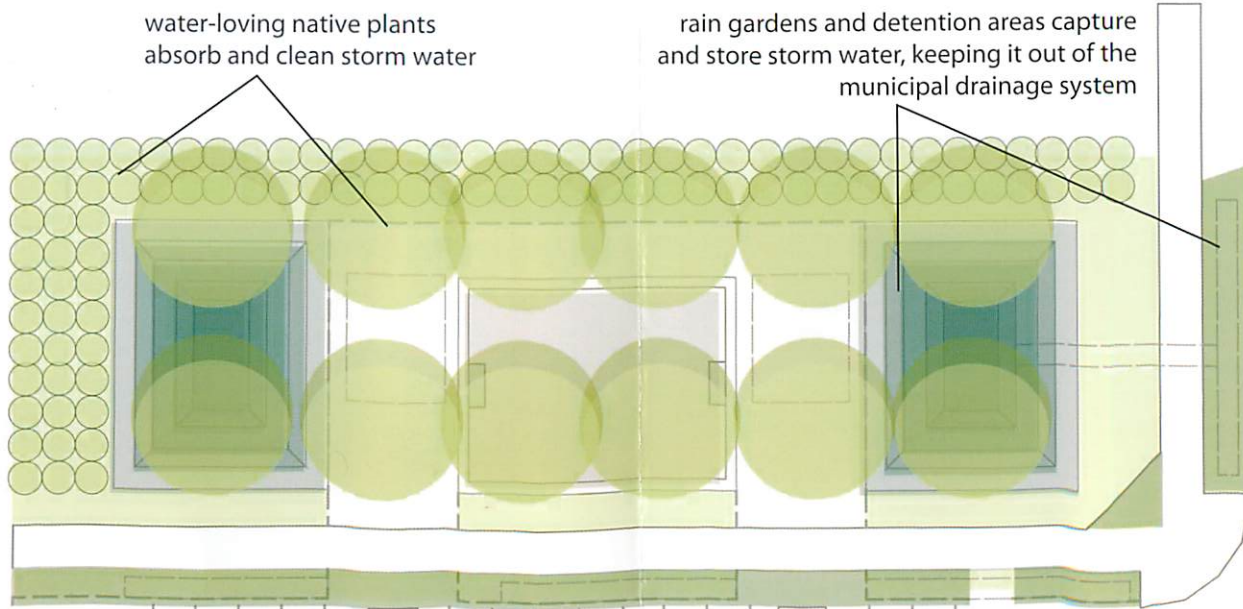 water-loving native plants
absorb and clean storm water
rain gardens and detention areas capture
and store storm water, keeping it out of the
municipal drainage system